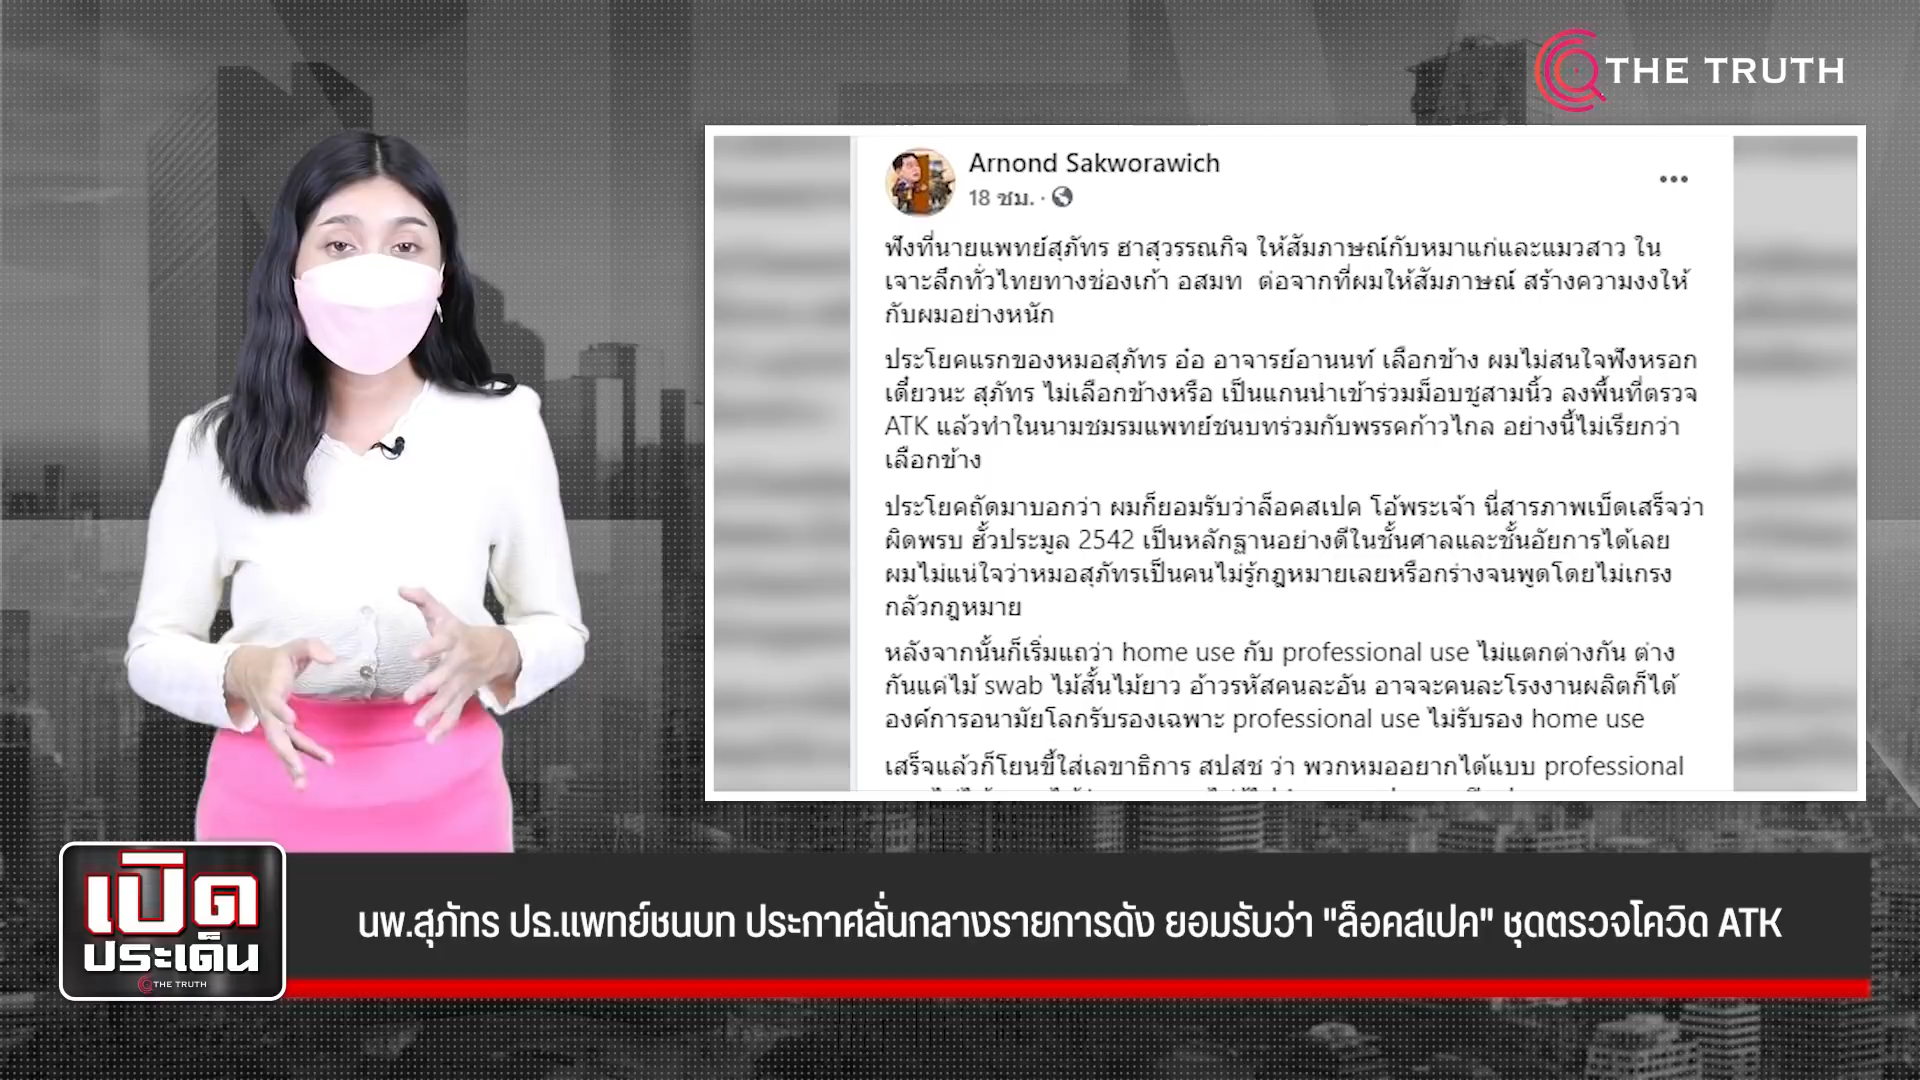 THE TRUTH
Arnond Sakworawich
18 ชม. ·
ฟังที่นายแพทย์สุภัทร ฮาสุวรรณกิจ ให้สัมภาษณ์กับหมาแก่และแมวสาว ใน
เจาะลึกทั่วไทยทางช่องเก้า อสมท ต่อจากที่ผมให้สัมภาษณ์ สร้างความงงให้
กับผมอย่างหนัก
ประโยคแรกของหมอสุภัทร อ๋อ อาจารย์อานนท์ เลือกข้าง ผมไม่สนใจฟังหรอก
เดี๋ยวนะ สุภัทร ไม่เลือกข้างหรือ เป็นแกนนำเข้าร่วมม็อบชูสามนิ้ว ลงพื้นที่ตรวจ
ATK แล้วทำในนามชมรมแพทย์ชนบทร่วมกับพรรคก้าวไกล อย่างนี้ไม่เรียกว่า
เลือกข้าง
ประโยคถัดมาบอกว่า ผมก็ยอมรับว่าล็อคสเปค โอ้พระเจ้า นี่สารภาพเบ็ดเสร็จว่า
ผิดพรบ ฮั้วประมูล 2542 เป็นหลักฐานอย่างดีในชั้นศาลและชั้นอัยการได้เลย
ผมไม่แน่ใจว่าหมอสุภัทรเป็นคนไม่รู้กฎหมายเลยหรือกร่างจนพูดโดยไม่เกรง
กลัวกฎหมาย
หลังจากนั้นก็เริ่มแถว่า home use กับ professional use ไม่แตกต่างกัน ต่าง
กันแค่ไม้ swab ไม้สั้นไม้ยาว อ้าวรหัสคนละอัน อาจจะคนละโรงงานผลิตก็ได้
องค์การอนามัยโลกรับรองเฉพาะ professional use ไม่รับรอง home use
เสร็จแล้วก็โยนขี้ใส่เลขาธิการ สปสช ว่า พวกหมออยากได้แบบ professional
เปิด
ประเด็น
THE TRUTH
นพ.สุภัทร ปธ.แพทย์ชนบท ประกาศลั่นกลางรายการดัง ยอมรับว่า "ล็อคสเปค" ชุดตรวจโควิด ATK